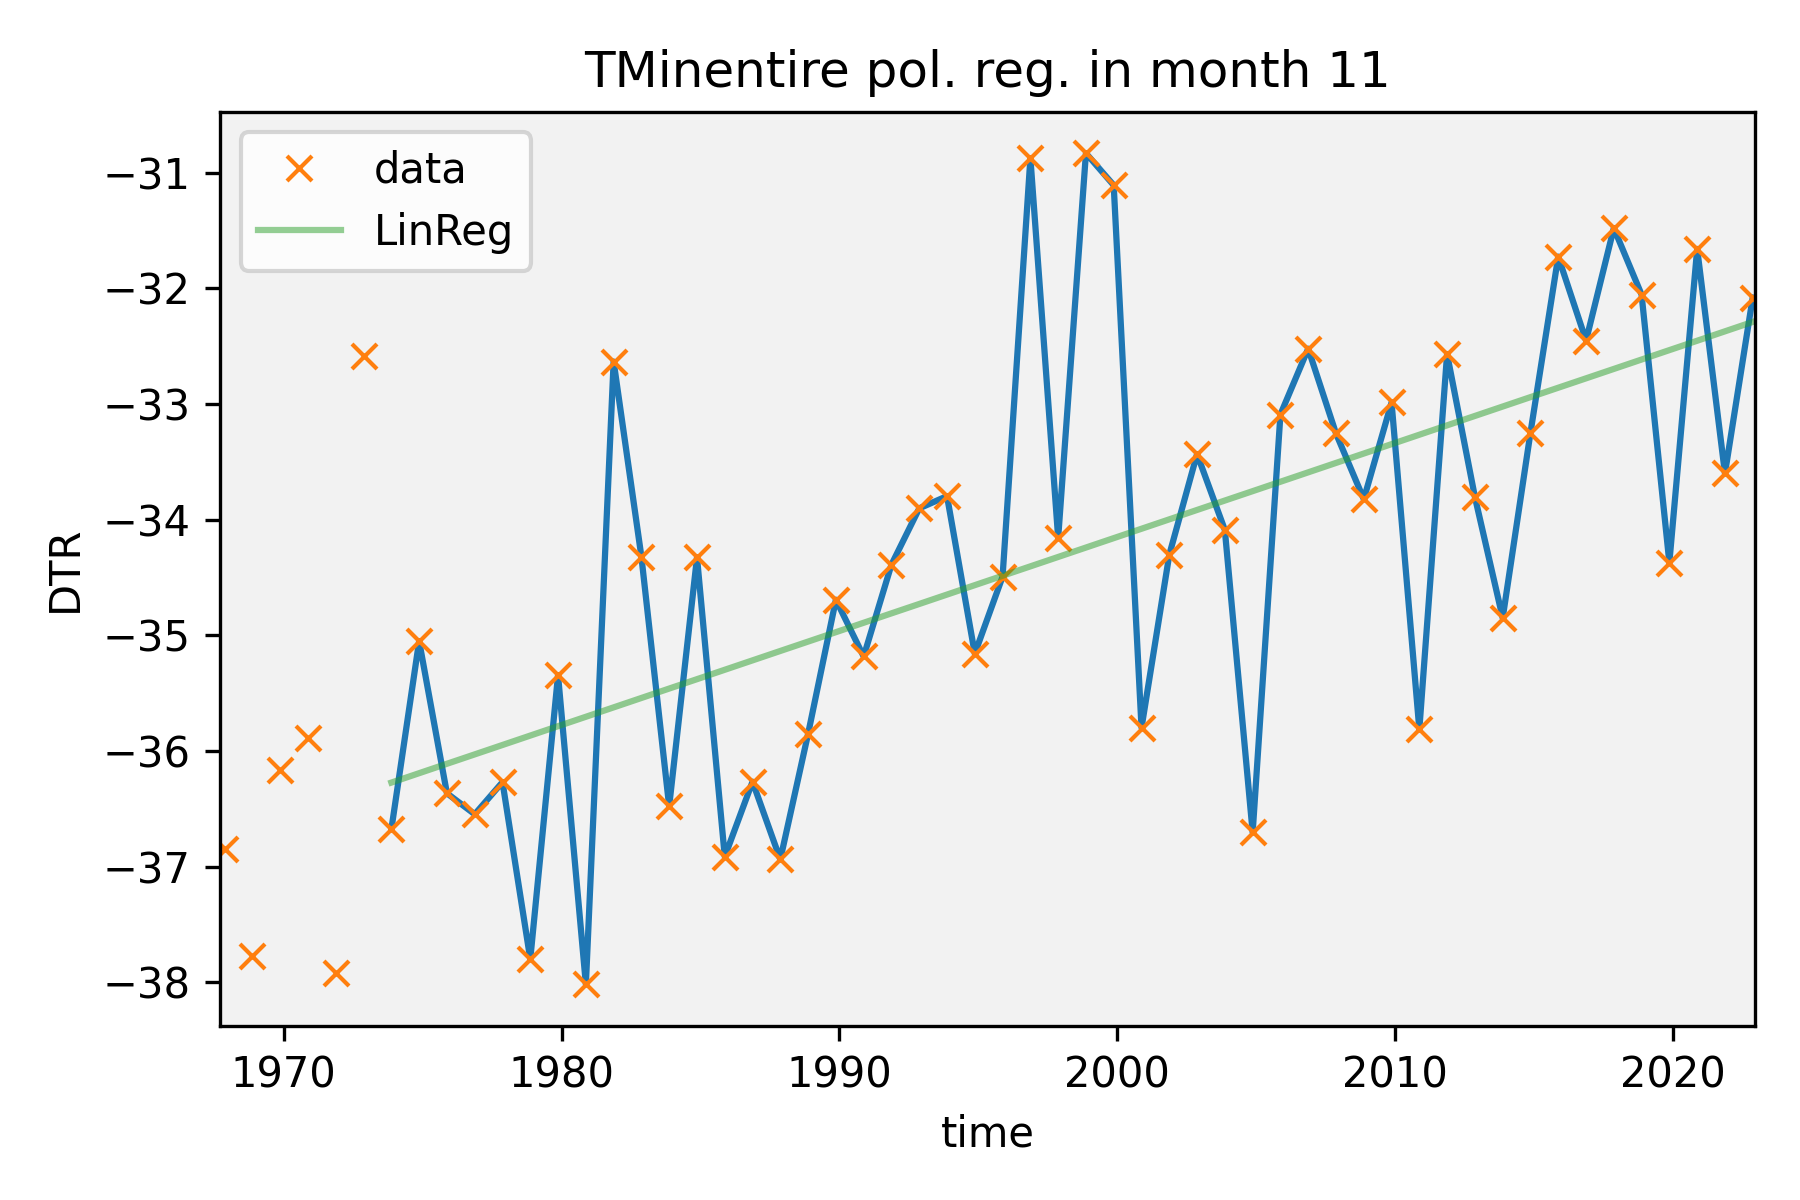 TMinentire pol. reg. in month 11
data
LinReg
−31
−32
−33
−34
−35
−36
−37
−38
DTR
1970 1980 1990 2000 2010 2020
time